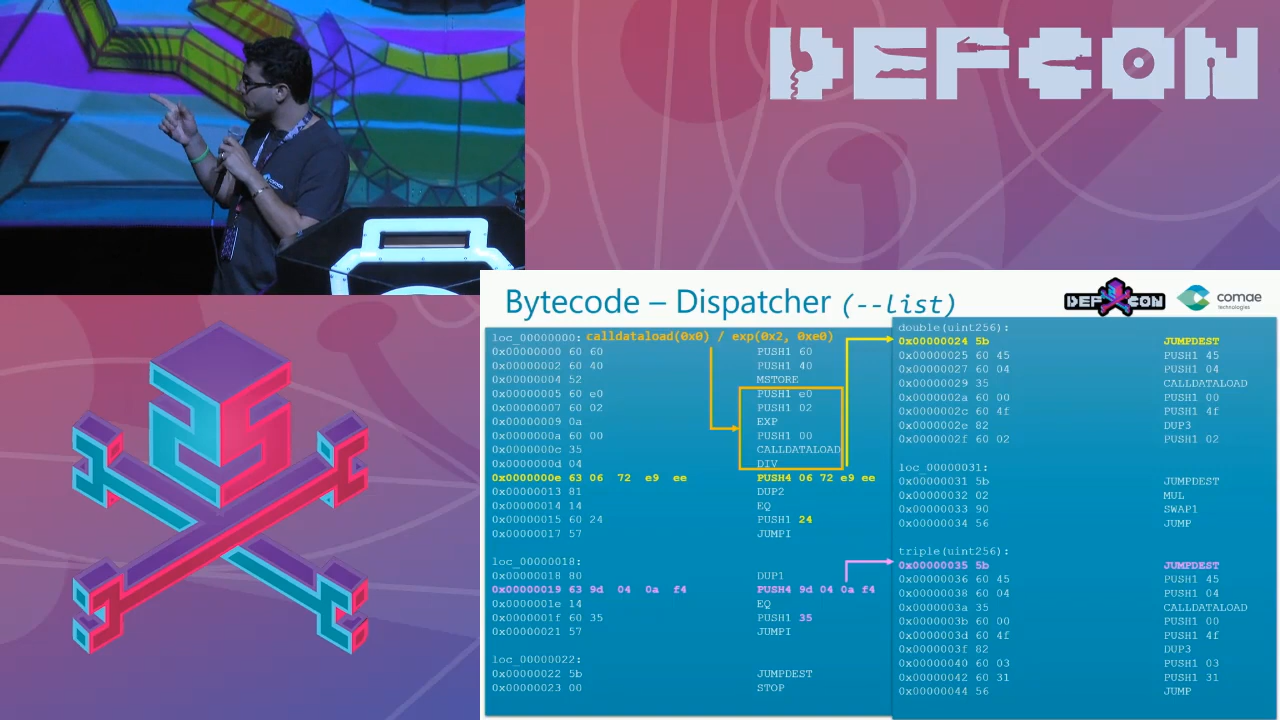 DEFCON
Bytecode – Dispatcher (--list)
DEFCON
comae
technologies
loc_00000000: calldataload(0x0) / exp(0x2, 0xe0)
0x00000000 60 60 PUSH1 60
0x00000002 60 40 PUSH1 40
0x00000004 52 MSTORE
0x00000005 60 e0 PUSH1 e0
0x00000007 60 02 PUSH1 02
0x00000009 0a EXP
0x0000000a 60 00 PUSH1 00
0x0000000c 35 CALLDATALOAD
0x0000000d 04 DIV
0x0000000e 63 06 72 e9 ee PUSH4 06 72 e9 ee
0x00000013 81 DUP2
0x00000014 14 EQ
0x00000015 60 24 PUSH1 24
0x00000017 57 JUMPI
loc_00000018:
0x00000018 80 DUP1
0x00000019 63 9d 04 0a f4 PUSH4 9d 04 0a f4
0x0000001e 14 EQ
0x0000001f 60 35 PUSH1 35
0x00000021 57 JUMPI
loc_00000022:
0x00000022 5b JUMPDEST
0x00000023 00 STOP
double(uint256):
0x00000024 5b JUMPDEST
0x00000025 60 45 PUSH1 45
0x00000027 60 04 PUSH1 04
0x00000029 35 CALLDATALOAD
0x0000002a 60 00 PUSH1 00
0x0000002c 60 4f PUSH1 4f
0x0000002e 82 DUP3
0x0000002f 60 02 PUSH1 02
loc_00000031:
0x00000031 5b JUMPDEST
0x00000032 02 MUL
0x00000033 90 SWAP1
0x00000034 56 JUMP
triple(uint256):
0x00000035 5b JUMPDEST
0x00000036 60 45 PUSH1 45
0x00000038 60 04 PUSH1 04
0x0000003a 35 CALLDATALOAD
0x0000003b 60 00 PUSH1 00
0x0000003d 60 4f PUSH1 4f
0x0000003f 82 DUP3
0x00000040 60 03 PUSH1 03
0x00000042 60 31 PUSH1 31
0x00000044 56 JUMP